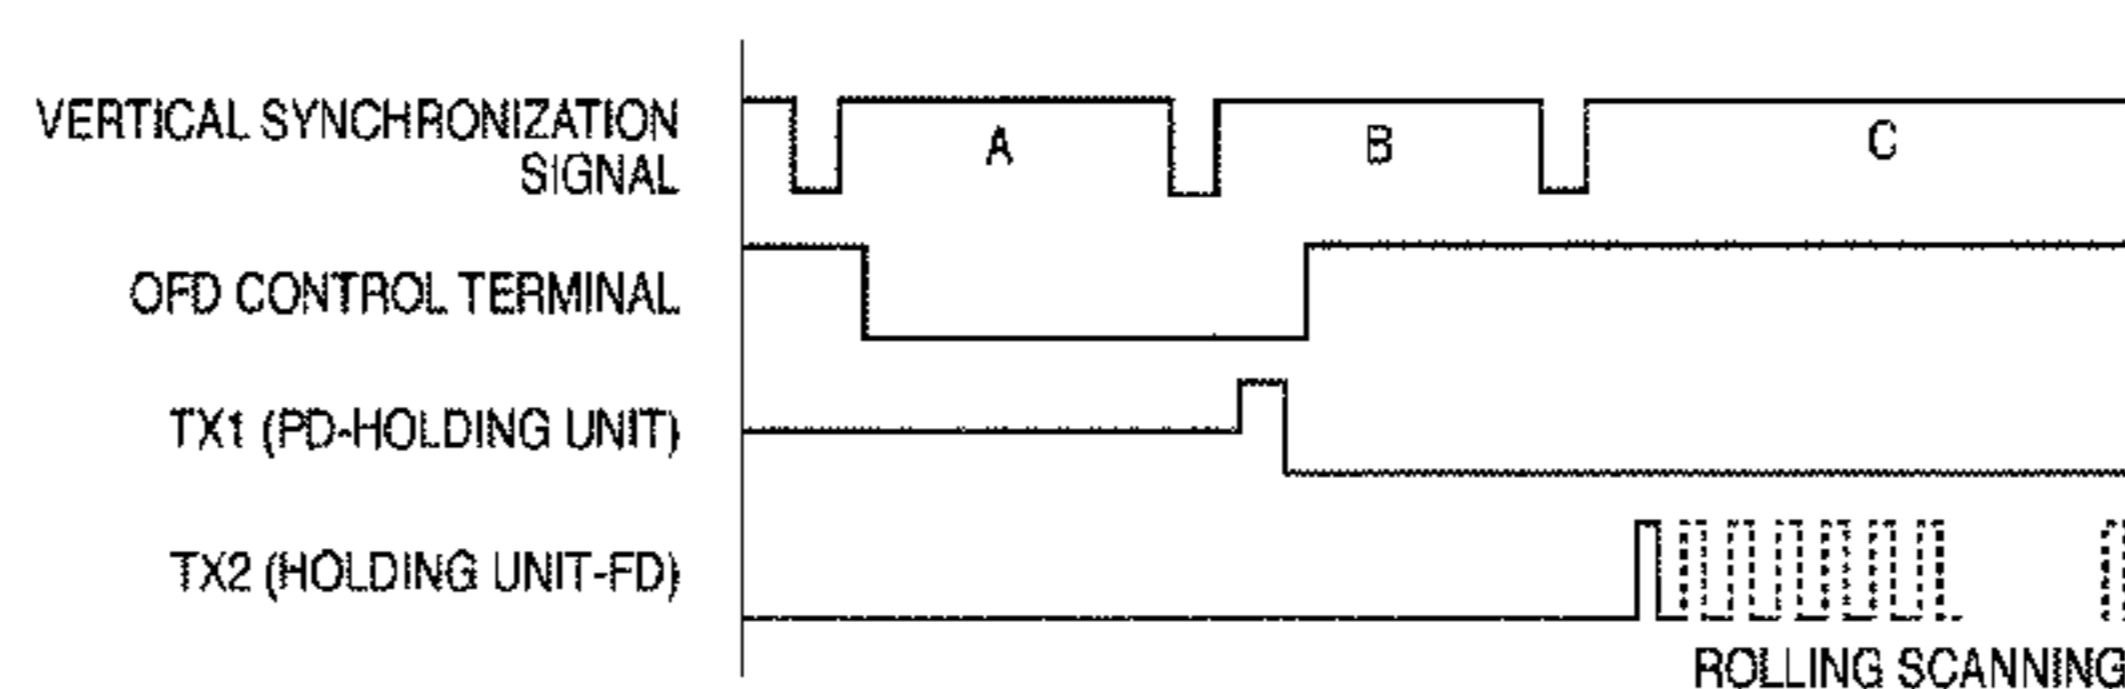 VERTICAL SYNCHRONIZATION
SIGNAL
A
B
C
OFD CONTROL TERMINAL
TX1 (PD-HOLDING UNIT)
TX2 (HOLDING UNIT-FD)
ROLLING SCANNING